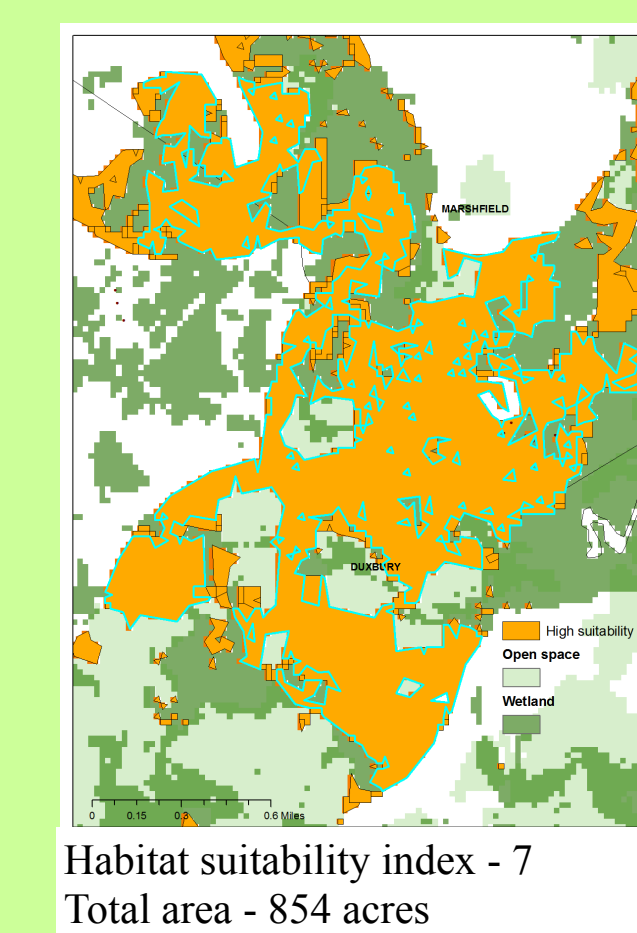 MARSHFIELD
DUXBURY
High suitability
Open space
Wetland
0 0.15 0.3 0.6 Miles
Habitat suitability index - 7
Total area - 854 acres